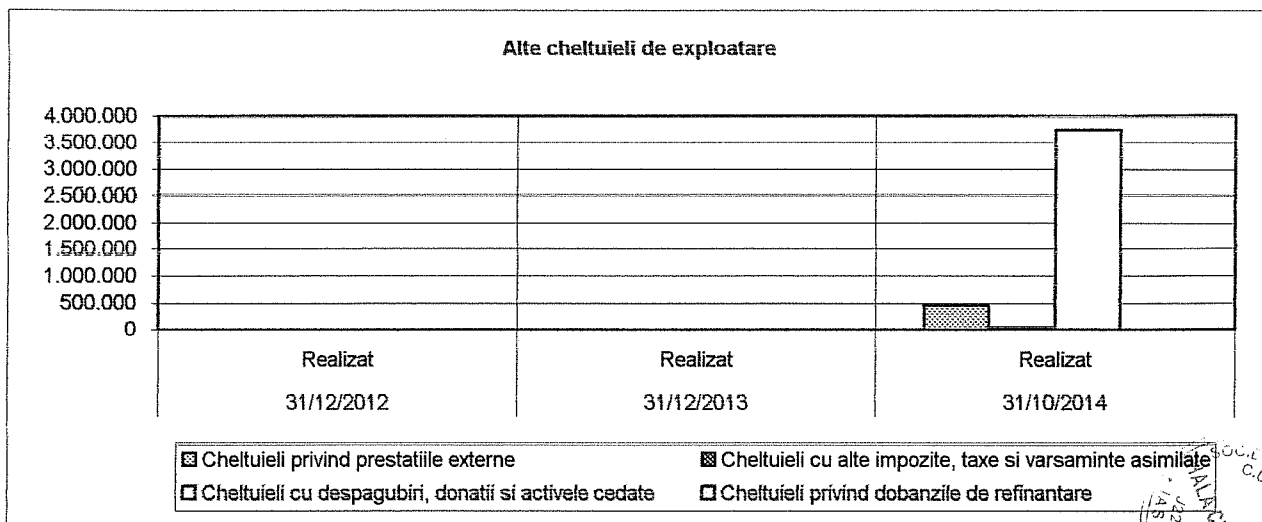 Alte cheltuieli de exploatare
4.000.000
3.500.000
3.000.000
2.500.000
2.000.000
1.500.000
1.000.000
500.000
0
Realizat Realizat Realizat
31/12/2012 31/12/2013 31/10/2014
Cheltuieli privind prestatiile externe Cheltuieli cu alte impozite, taxe si varsaminte asimilate
Cheltuieli cu despagubiri, donatii si activele cedate Cheltuieli privind dobanzile de refinantare